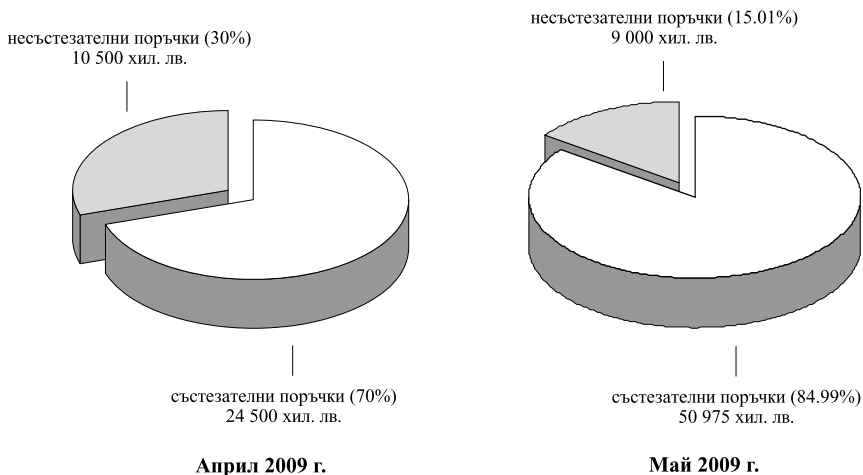 несъстезателни поръчки (30%)
10 500 хил. лв.
състезателни поръчки (70%)
24 500 хил. лв.
Април 2009 г.
несъстезателни поръчки (15.01%)
9 000 хил. лв.
състезателни поръчки (84.99%)
50 975 хил. лв.
Май 2009 г.